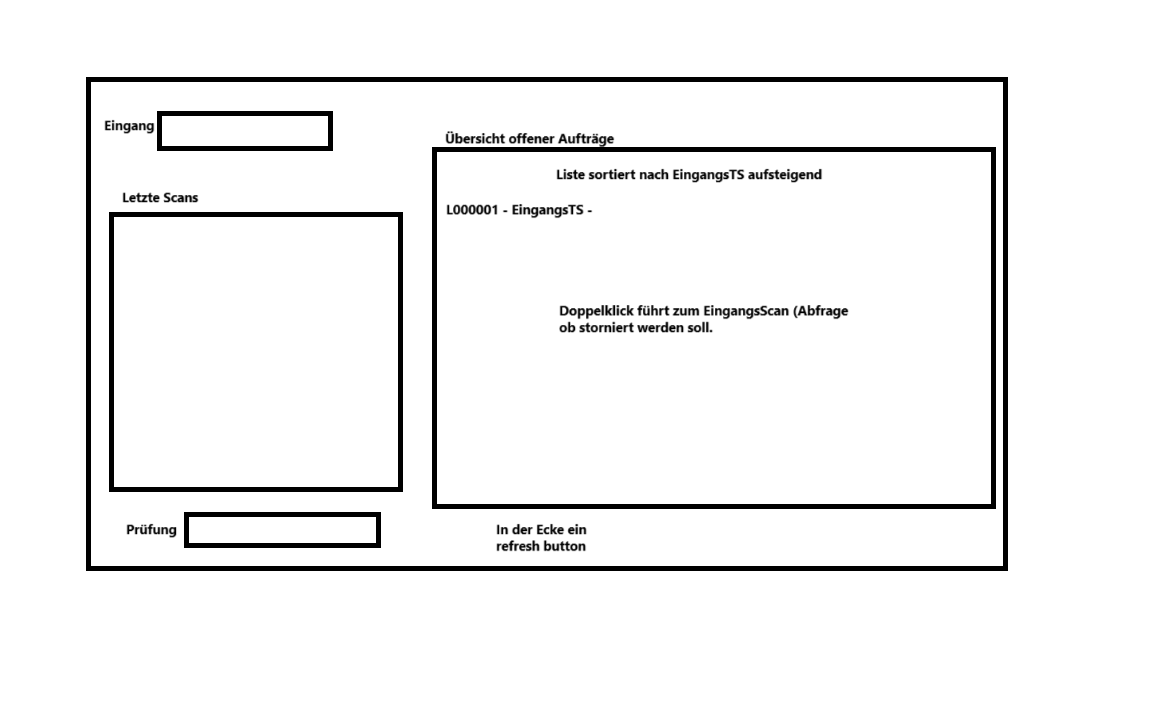 Eingang
Letzte Scans
Prüfung
Übersicht offener Aufträge
Liste sortiert nach EingangsTS aufsteigend
L000001 - EingangsTS -
Doppelklick führt zum EingangsScan (Abfrage
ob storniert werden soll.
In der Ecke ein
refresh button